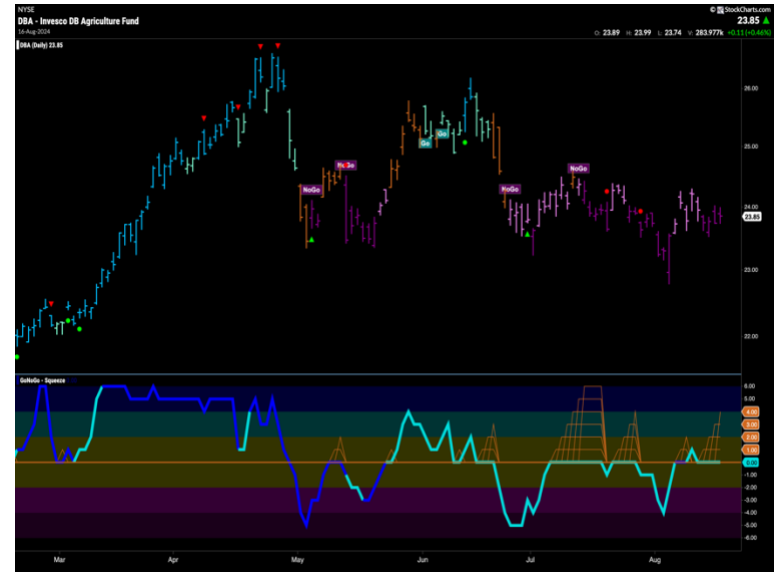 NYSE
© StockCharts.com
DBA - Invesco DB Agriculture Fund
23.85
16-Aug-2024
O: 23.89 H: 23.99 L: 23.74 V: 283.977k +0.11 (+0.46%)
DBA (Daily) 23.85
26.00
25.00
Go
Go
NoGo
NoGo
NoGo
NoGo
24.00
23.85
23.00
22.00
GoNoGo - Squeeze
6.00
5.00
4.00
3.00
2.00
1.00
0.00
-1.00
-2.00
-3.00
-4.00
-5.00
-6.00
Mar Apr May Jun Jul Aug